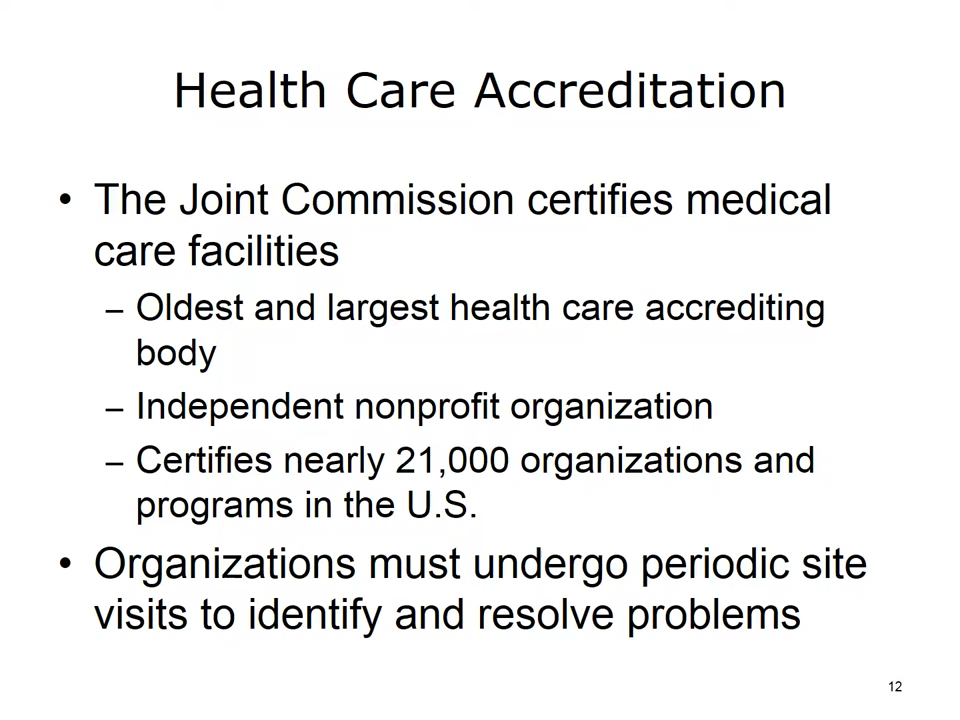 Health Care Accreditation
• The Joint Commission certifies medical
care facilities
– Oldest and largest health care accrediting
body
– Independent nonprofit organization
– Certifies nearly 21,000 organizations and
programs in the U.S.
• Organizations must undergo periodic site
visits to identify and resolve problems
12